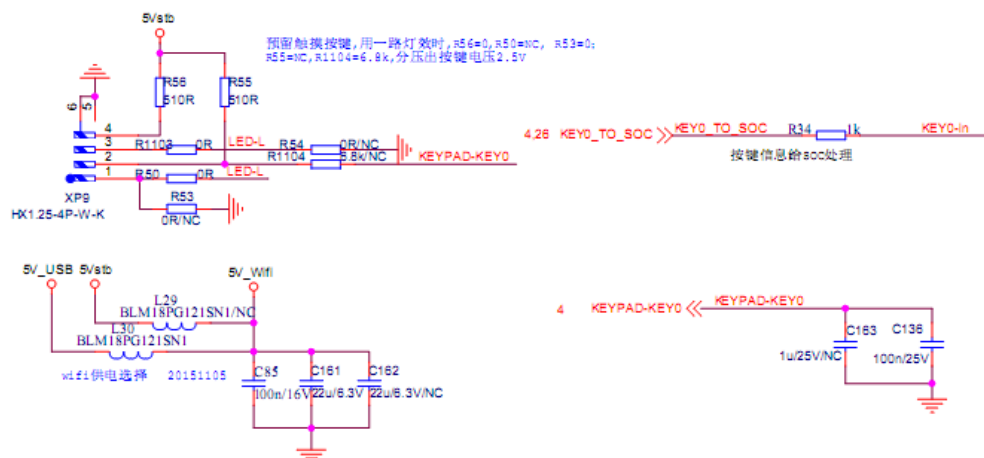 5Vstb
预留触摸按键,用一路灯效时,R56=0,R50=NC, R53=0;
R55=NC,R1104=6.8k,分压出按键电压2.5V
R56
510R
R55
510R
6
5
4
3
2
1
R1103
0R
LED-L
R54
0R/NC
R1104
6.8k/NC
KEYPAD-KEY0
R50
0R
LED-L
R53
0R/NC
XP9
HX1.25-4P-W-K
4,26
KEY0_TO_SOC
KEY0_TO_SOC
R34
1k
KEY0-in
按键信息给soc处理
5V_USB
5Vstb
5V_Wifi
L29
BLM18PG121SN1/NC
L30
BLM18PG121SN1
wifi供电选择 20151105
C85
100n/16V
C161
22u/6.3V
C162
22u/6.3V/NC
4
KEYPAD-KEY0
KEYPAD-KEY0
C163
1u/25V/NC
C136
100n/25V